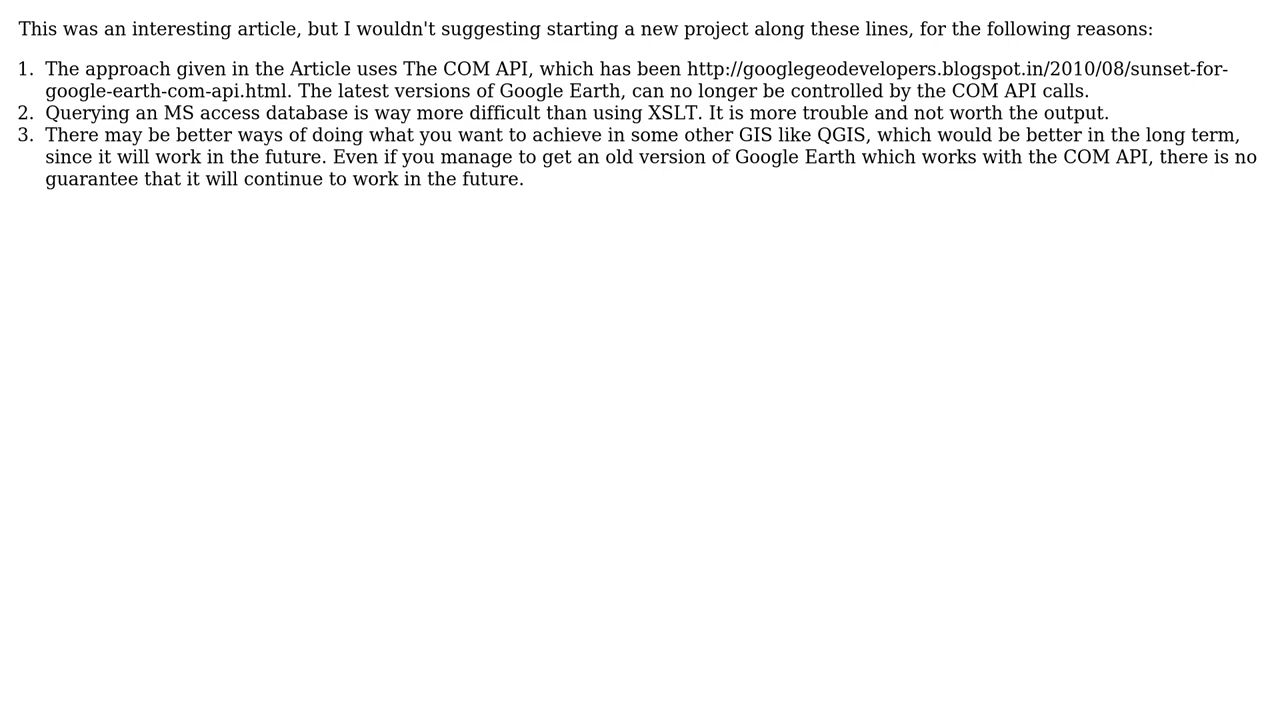 This was an interesting article, but I wouldn't suggesting starting a new project along these lines, for the following reasons:
1. The approach given in the Article uses The COM API, which has been http://googlegeodevelopers.blogspot.in/2010/08/sunset-for-
google-earth-com-api.html. The latest versions of Google Earth, can no longer be controlled by the COM API calls.
2. Querying an MS access database is way more difficult than using XSLT. It is more trouble and not worth the output.
3. There may be better ways of doing what you want to achieve in some other GIS like QGIS, which would be better in the long term,
since it will work in the future. Even if you manage to get an old version of Google Earth which works with the COM API, there is no
guarantee that it will continue to work in the future.